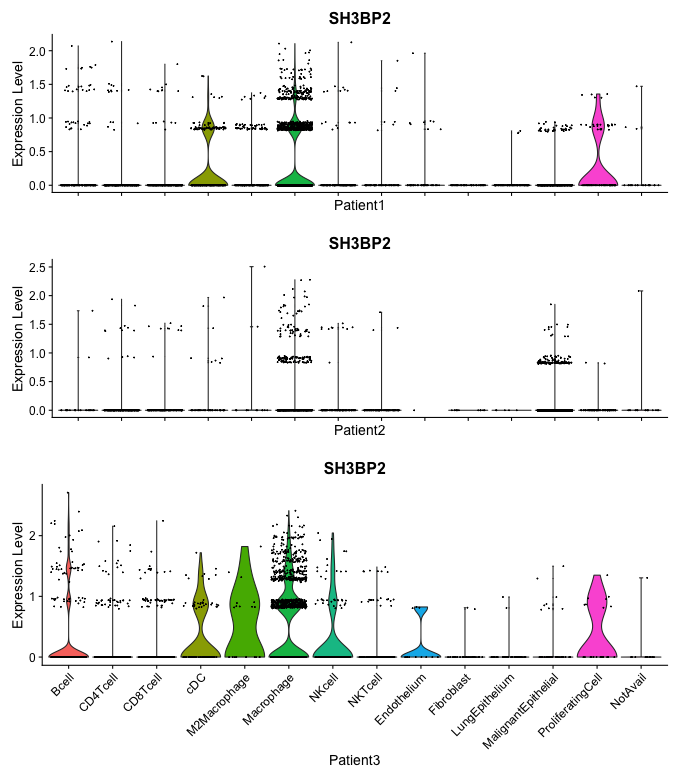 SH3BP2
Expression Level
2.0
1.5
1.0
0.5
0.0
Patient1
SH3BP2
Expression Level
2.5
2.0
1.5
1.0
0.5
0.0
Patient2
SH3BP2
Expression Level
2
1
0
Bcell
CD4Tcell
CD8Tcell
cDC
M2Macrophage
Macrophage
NKcell
NKTcell
Endothelium
Fibroblast
LungEpithelium
MalignantEpithelial
ProliferatingCell
NotAvail
Patient3